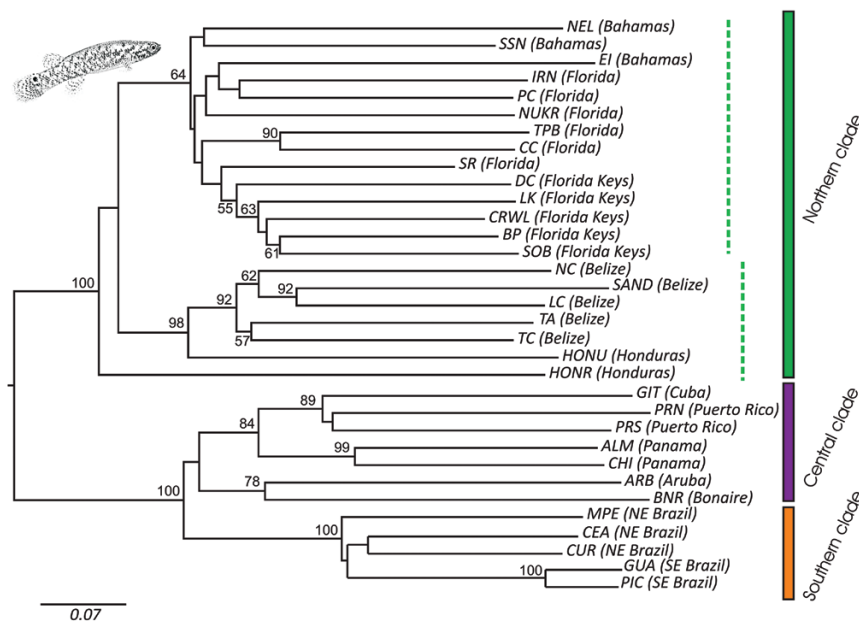 NEL (Bahamas)
SSN (Bahamas)
EI (Bahamas)
64
IRN (Florida)
PC (Florida)
NUKR (Florida)
90
TPB (Florida)
CC (Florida)
SR (Florida)
DC (Florida Keys)
55
63
LK (Florida Keys)
CRWL (Florida Keys)
BP (Florida Keys)
61
SOB (Florida Keys)
Northern clade
62
NC (Belize)
100
92
92
SAND (Belize)
LC (Belize)
98
TA (Belize)
57
TC (Belize)
HONU (Honduras)
HONR (Honduras)
89
GIT (Cuba)
PRN (Puerto Rico)
84
PRS (Puerto Rico)
99
ALM (Panama)
CHI (Panama)
Central clade
78
ARB (Aruba)
100
BNR (Bonaire)
100
MPE (NE Brazil)
CEA (NE Brazil)
CUR (NE Brazil)
100
GUA (SE Brazil)
PIC (SE Brazil)
Southern clade
0.07